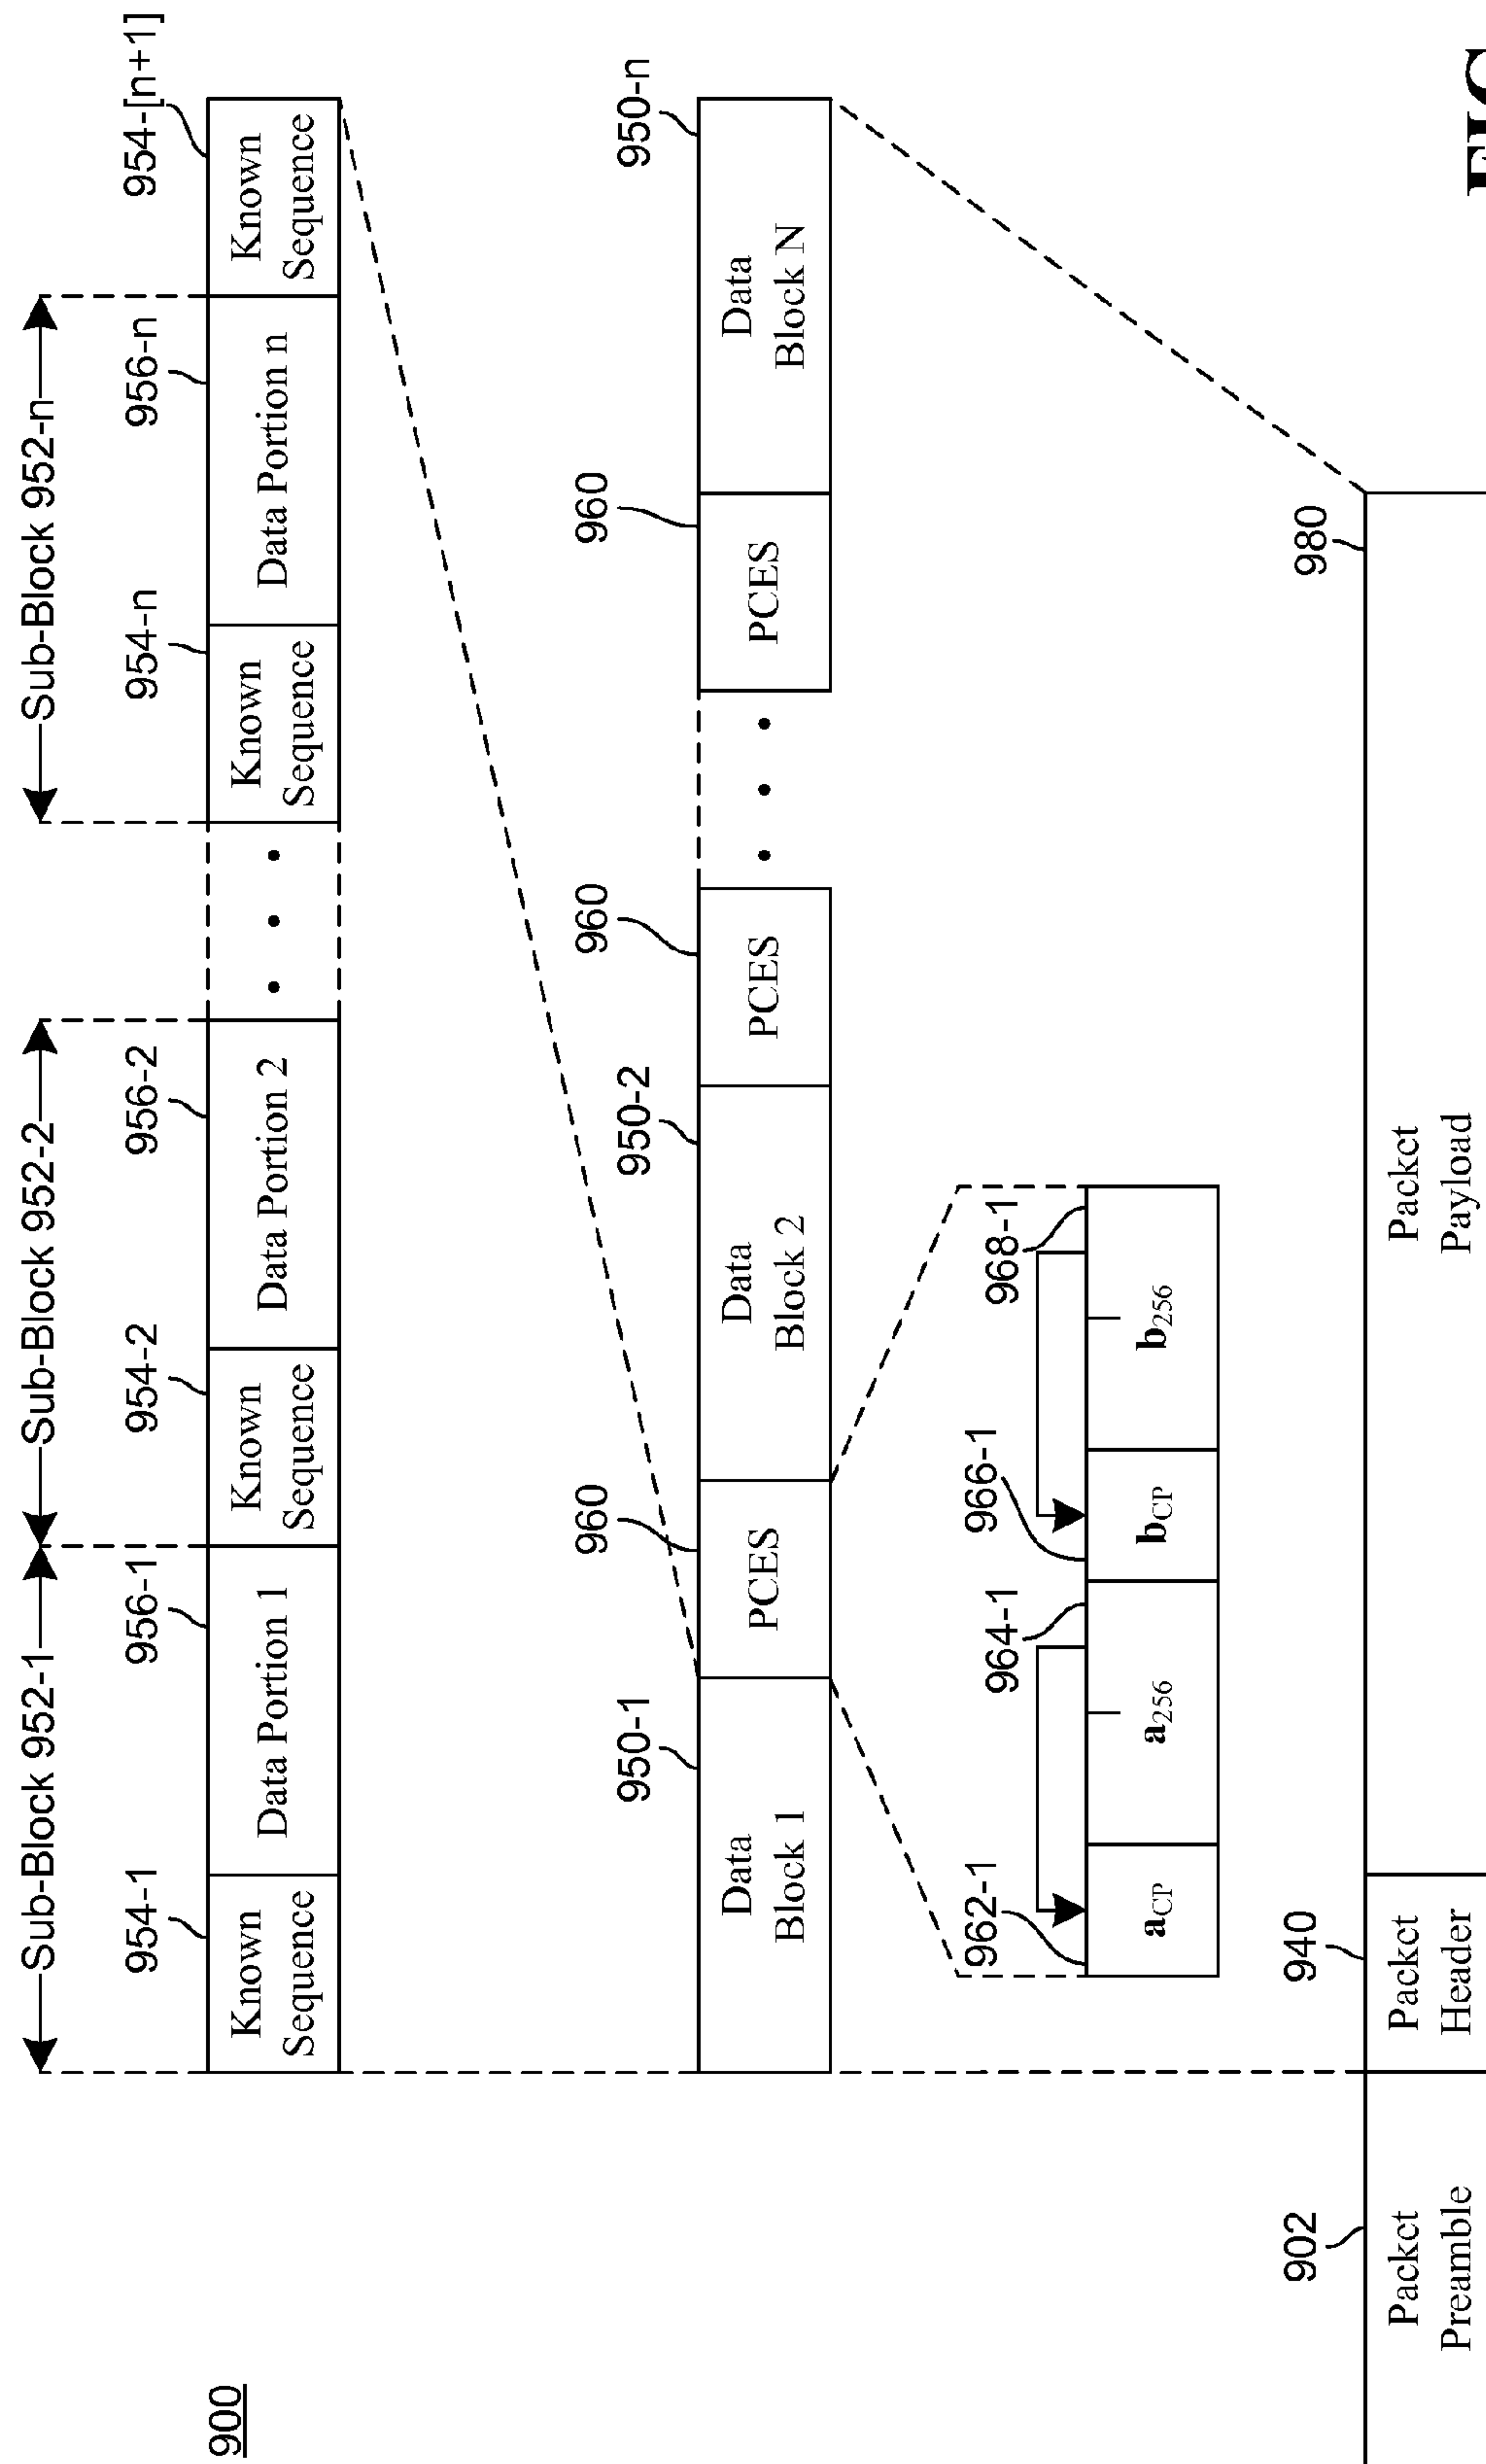 900
Sub-Block 952-1
Sub-Block 952-2
Sub-Block 952-n
954-1
956-1
954-2
956-2
954-n
956-n
954-[n+1]
Known
Sequence
Data Portion 1
Known
Sequence
Data Portion 2
• • •
Known
Sequence
Data Portion n
Known
Sequence
950-1
960
950-2
960
960
950-n
Data
Block 1
PCES
Data
Block 2
PCES
• • •
PCES
Data
Block N
962-1
964-1
966-1
968-1
aCP
a256
bCP
b256
902
940
980
Packct
Preamble
Packct
Header
Packct
Payload